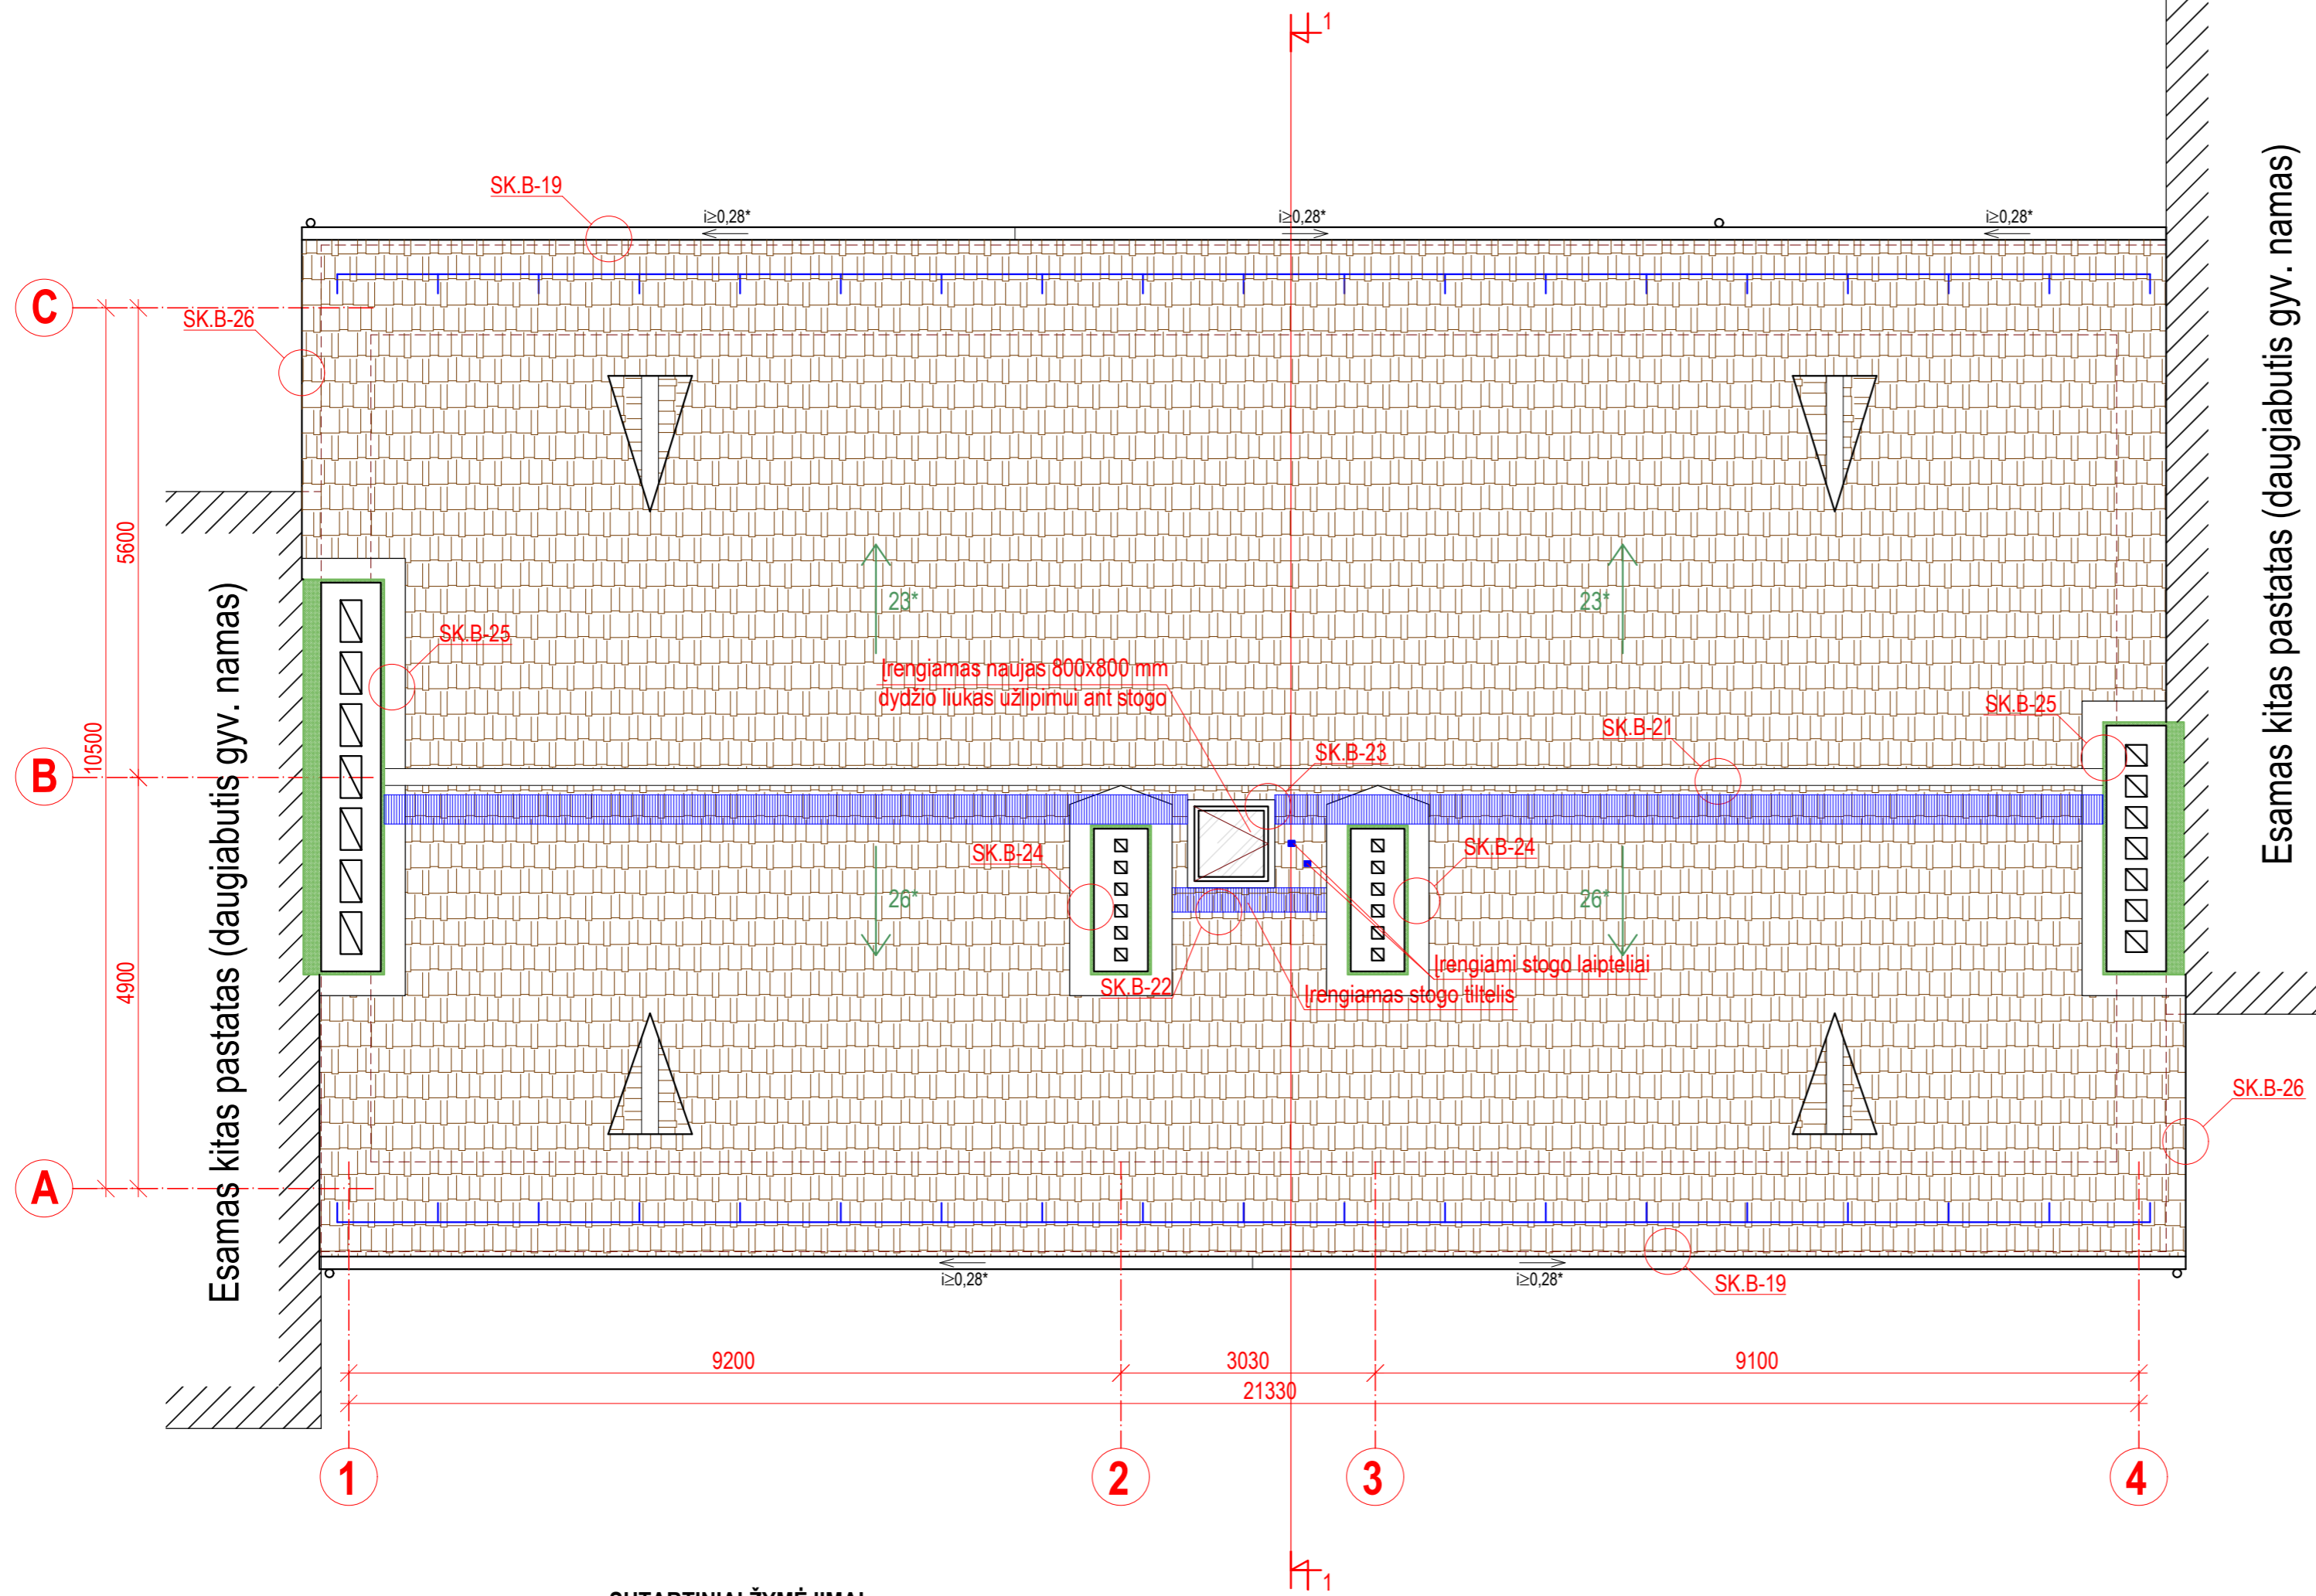 1
SK.B-19
i≥0,28*
i≥0,28*
i≥0,28*
C
SK.B-26
5600
10500
Esamas kitas pastatas (daugiabutis gyv. namas)
Esamas kitas pastatas (daugiabutis gyv. namas)
23*
23*
SK.B-25
Įrengiamas naujas 800x800 mm
dydžio liukas užlipimui ant stogo
SK.B-25
SK.B-21
SK.B-23
B
SK.B-24
SK.B-24
26*
26*
4900
Įrengiami stogo laipteliai
SK.B-22
Įrengiamas stogo tiltelis
SK.B-26
A
i≥0,28*
i≥0,28*
SK.B-19
9200
3030
9100
21330
1
2
3
4
1
SUTARTINIAI ŽYMĖJIMAI